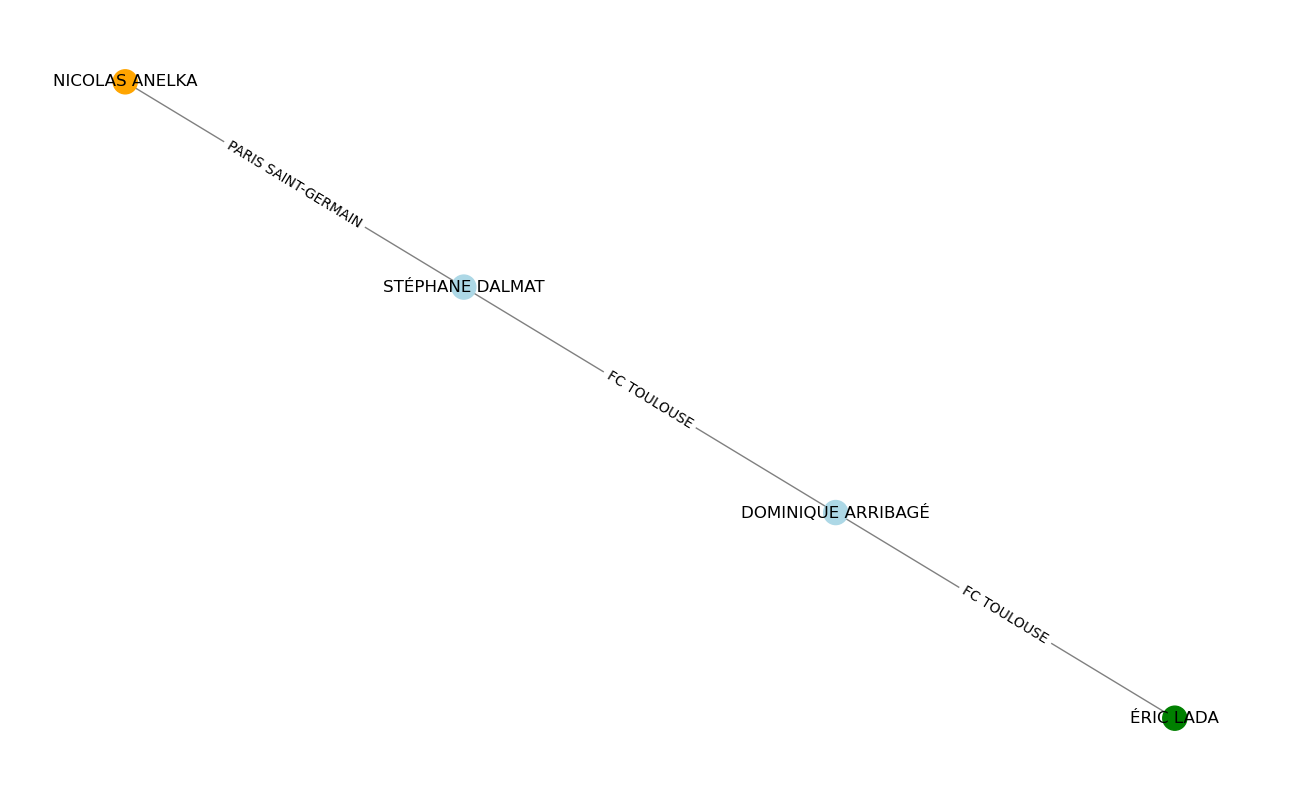 NICOLAS ANELKA
PARIS SAINT-GERMAIN
STÉPHANE DALMAT
FC TOULOUSE
DOMINIQUE ARRIBAGÉ
FC TOULOUSE
ÉRIC LADA